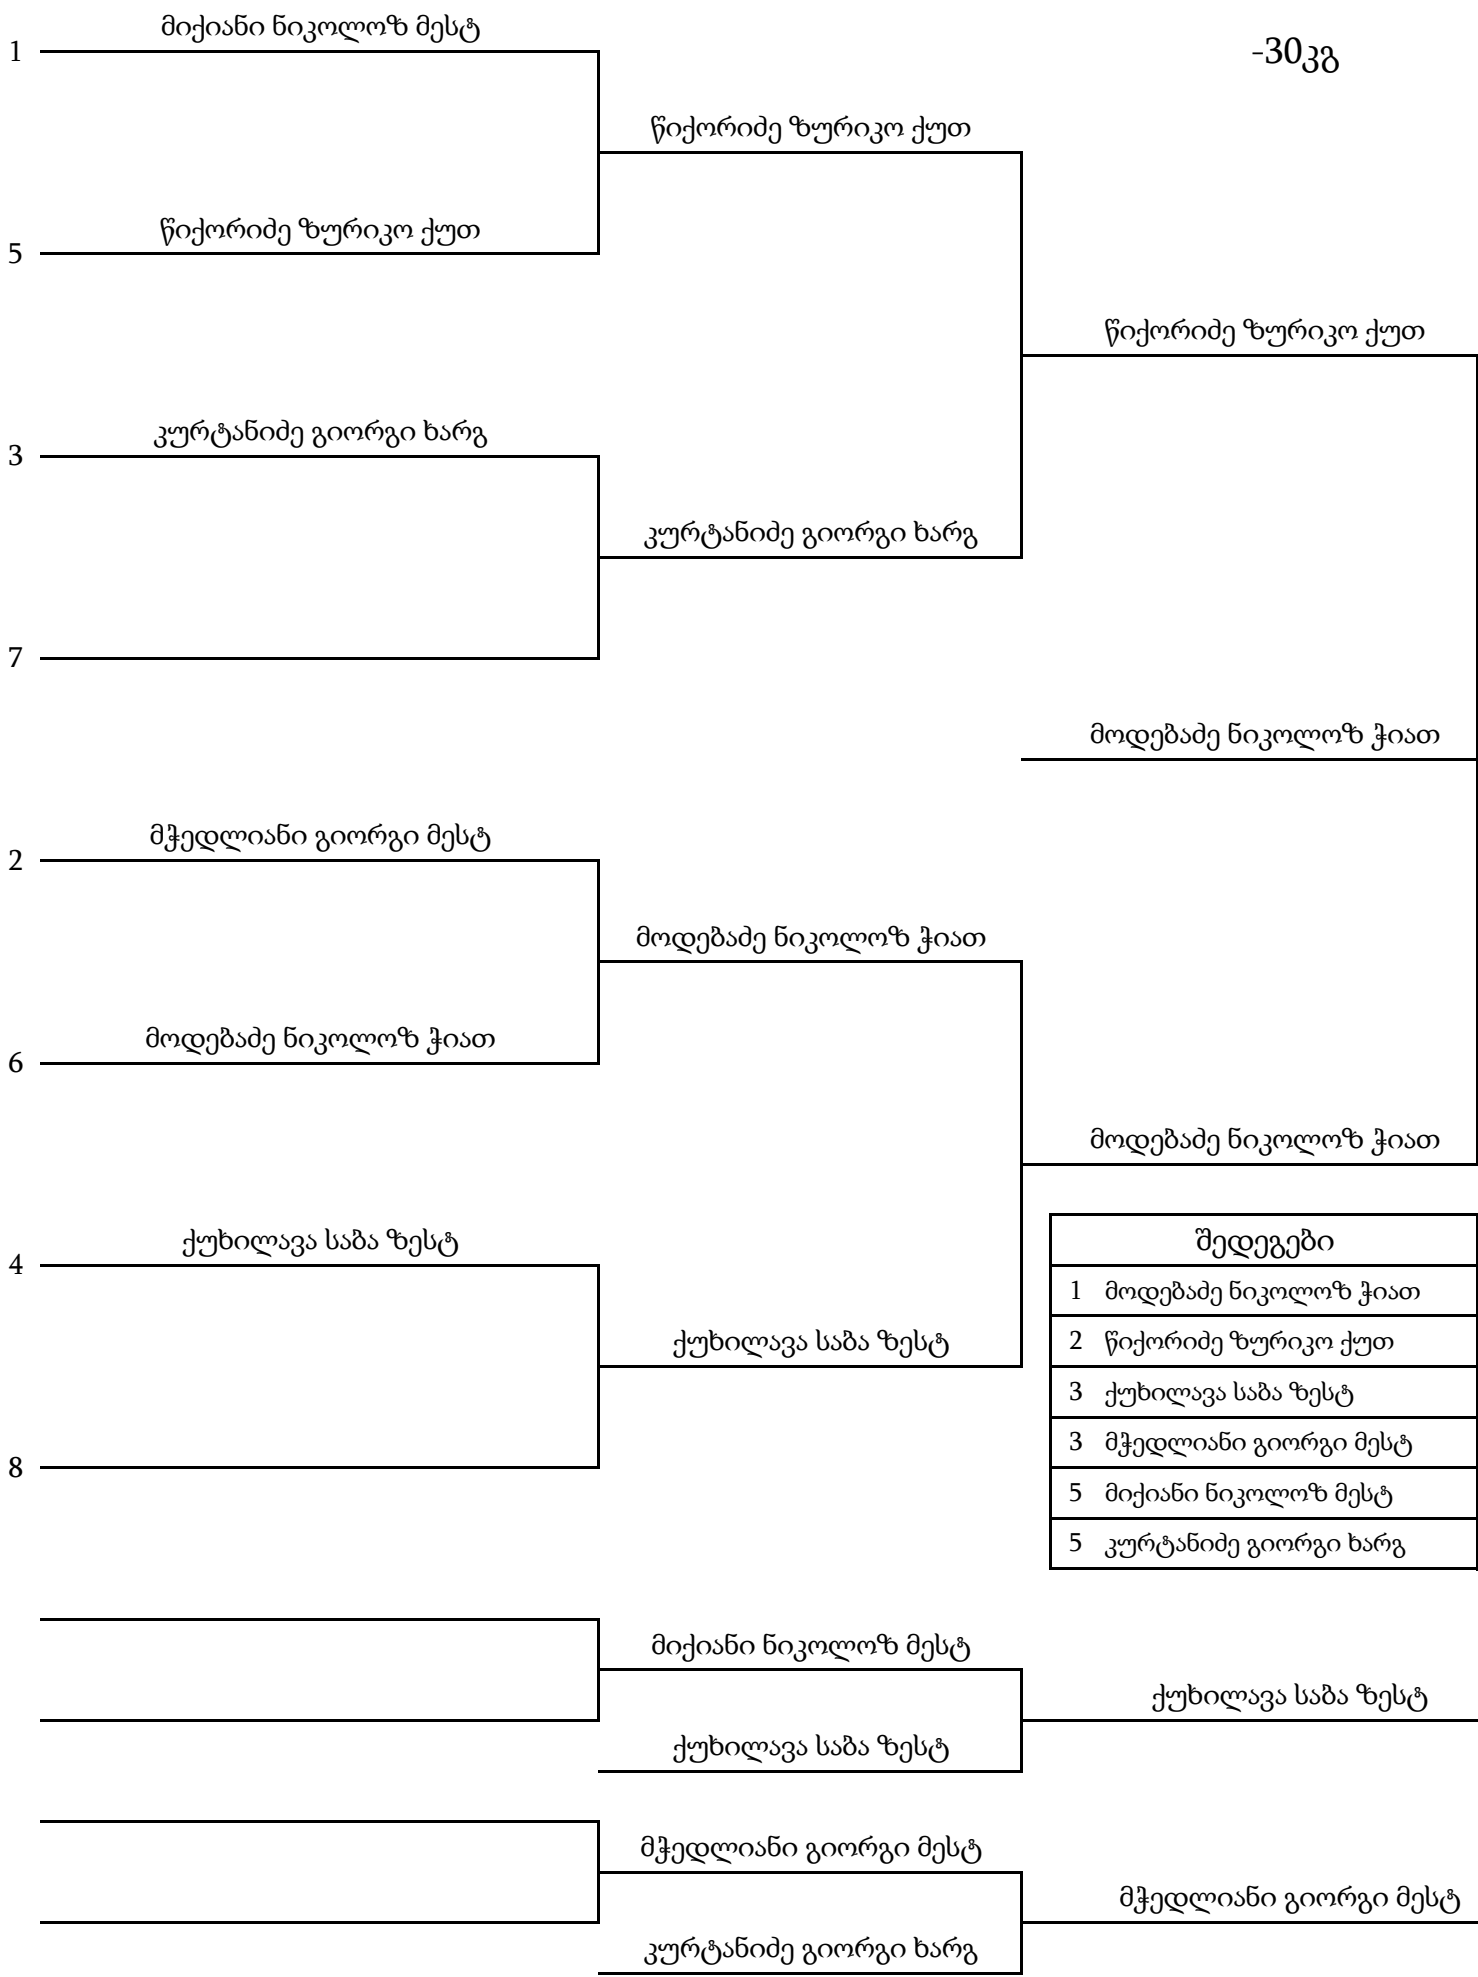 მიქიანი ნიკოლოზ მესტ
1
-30კგ
წიქორიძე ზურიკო ქუთ
წიქორიძე ზურიკო ქუთ
5
წიქორიძე ზურიკო ქუთ
კურტანიძე გიორგი ხარგ
3
კურტანიძე გიორგი ხარგ
7
მოდებაძე ნიკოლოზ ჭიათ
მჭედლიანი გიორგი მესტ
2
მოდებაძე ნიკოლოზ ჭიათ
მოდებაძე ნიკოლოზ ჭიათ
6
მოდებაძე ნიკოლოზ ჭიათ
ქუხილავა საბა ზესტ
4
შედეგები
1 მოდებაძე ნიკოლოზ ჭიათ
ქუხილავა საბა ზესტ
2 წიქორიძე ზურიკო ქუთ
3 ქუხილავა საბა ზესტ
3 მჭედლიანი გიორგი მესტ
8
5 მიქიანი ნიკოლოზ მესტ
5 კურტანიძე გიორგი ხარგ
მიქიანი ნიკოლოზ მესტ
ქუხილავა საბა ზესტ
ქუხილავა საბა ზესტ
მჭედლიანი გიორგი მესტ
მჭედლიანი გიორგი მესტ
კურტანიძე გიორგი ხარგ